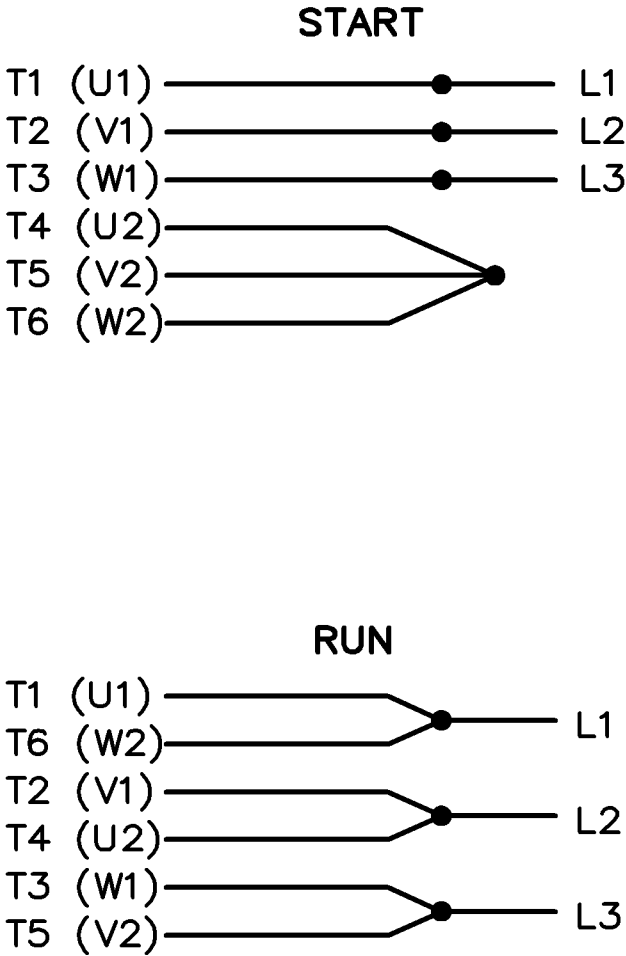 START
T1 (U1) L1
T2 (V1) L2
T3 (W1) L3
T4 (U2)
T5 (V2)
T6 (W2)
RUN
T1 (U1)
L1
T6 (W2)
T2 (V1)
L2
T4 (U2)
T3 (W1)
L3
T5 (V2)